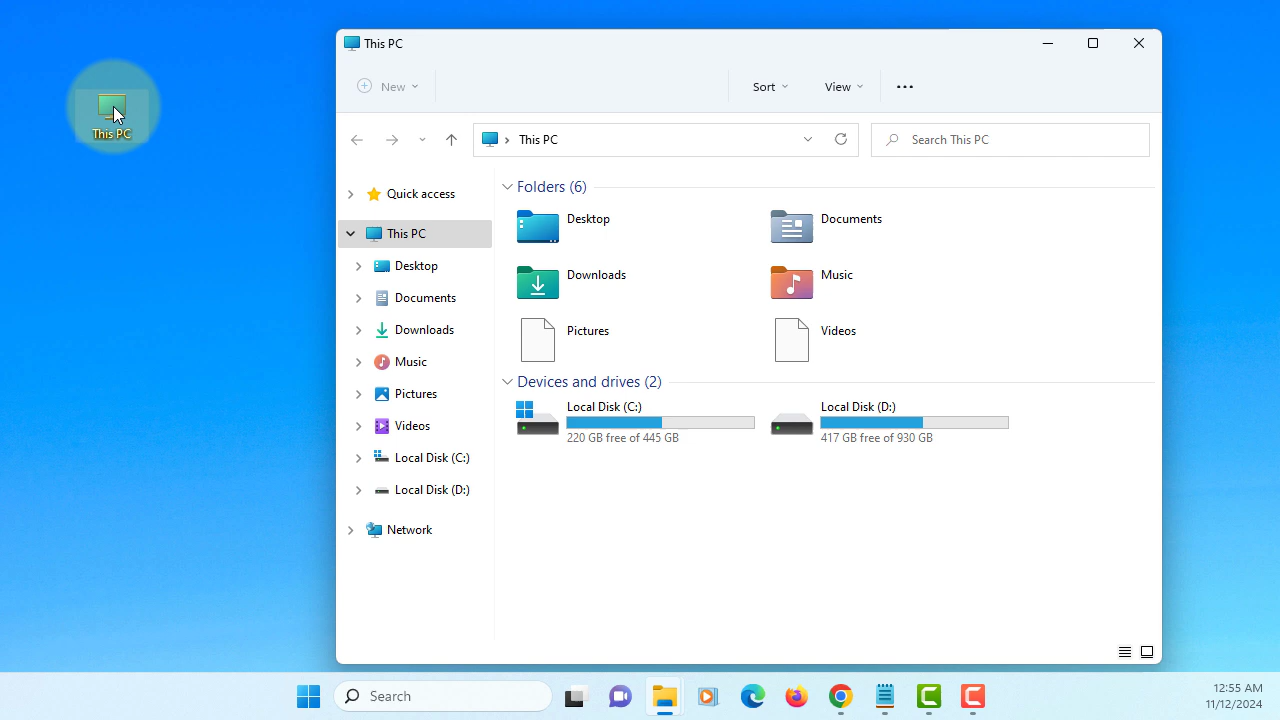 This PC
This PC
New
Sort
View
This PC
Search This PC
Quick access
This PC
Desktop
Documents
Downloads
Music
Pictures
Videos
Local Disk (C:)
Local Disk (D:)
Network
Folders (6)
Desktop
Documents
Downloads
Music
Pictures
Videos
Devices and drives (2)
Local Disk (C:)
220 GB free of 445 GB
Local Disk (D:)
417 GB free of 930 GB
Search
12:55 AM
11/12/2024